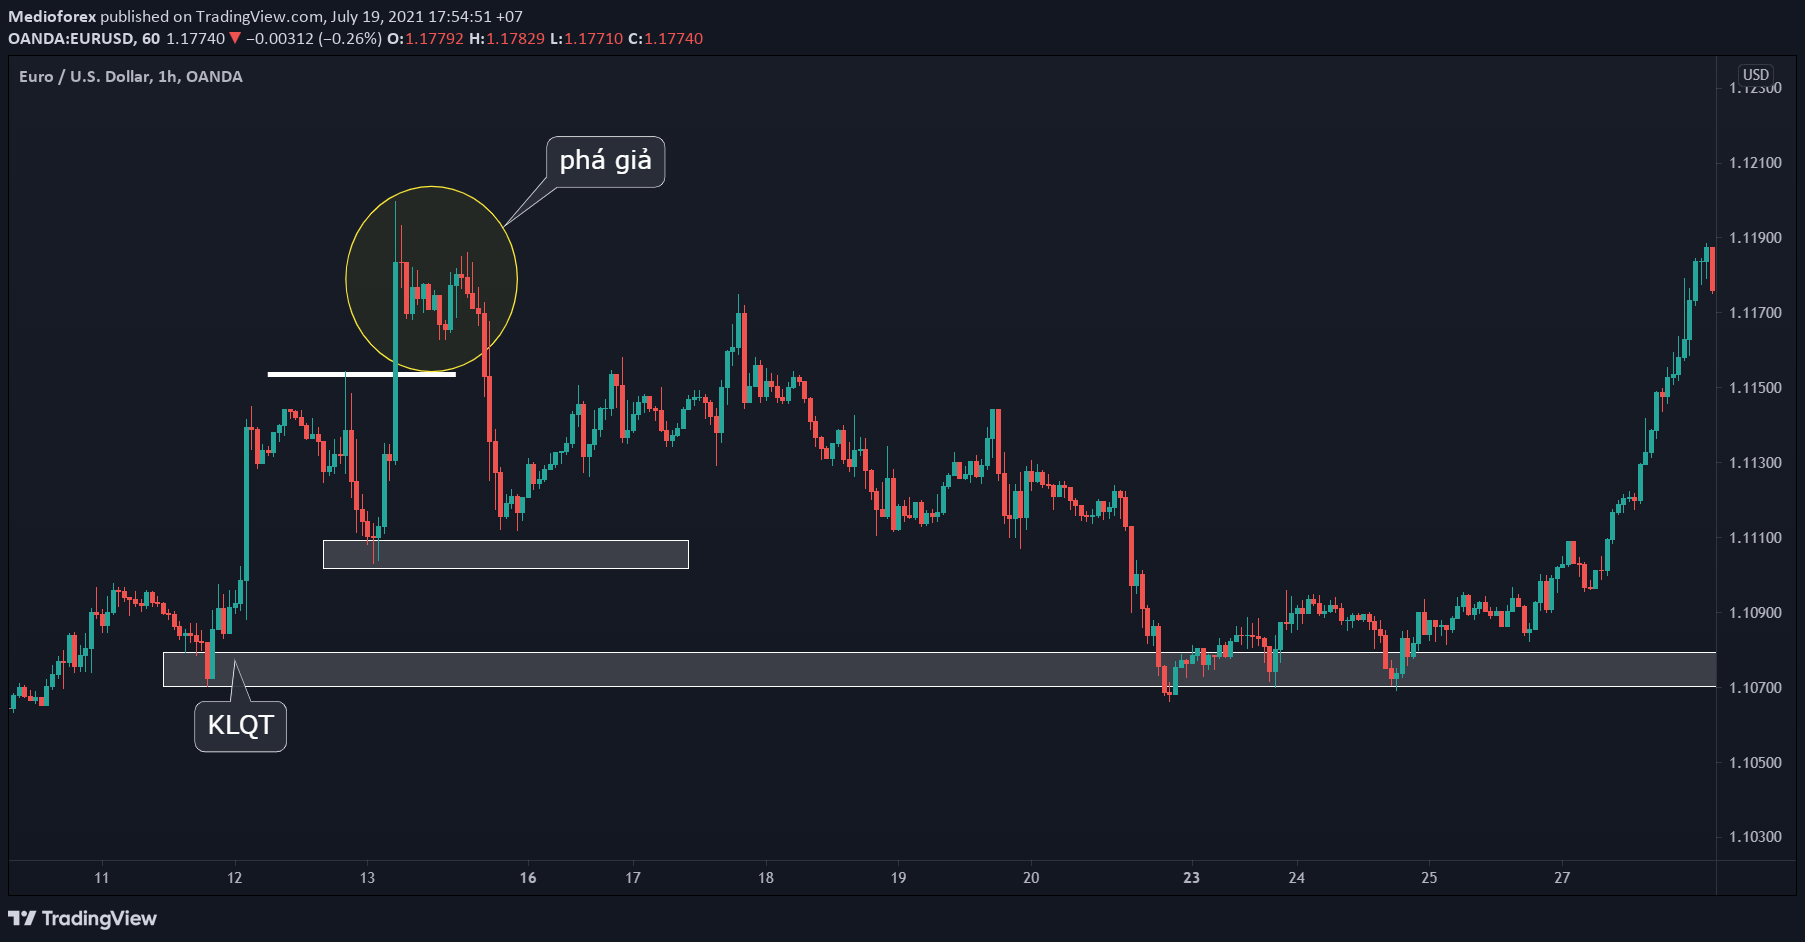 Medioforex published on TradingView.com, July 19, 2021 17:54:51 +07
OANDA:EURUSD, 60 1.17740 ▼ −0.00312 (−0.26%) O:1.17792 H:1.17829 L:1.17710 C:1.17740
Euro / U.S. Dollar, 1h, OANDA
USD
1.12300
phá giả
1.12100
1.11900
1.11700
1.11500
1.11300
1.11100
1.10900
1.10700
KLQT
1.10500
1.10300
11 12 13 16 17 18 19 20 23 24 25 27
TradingView